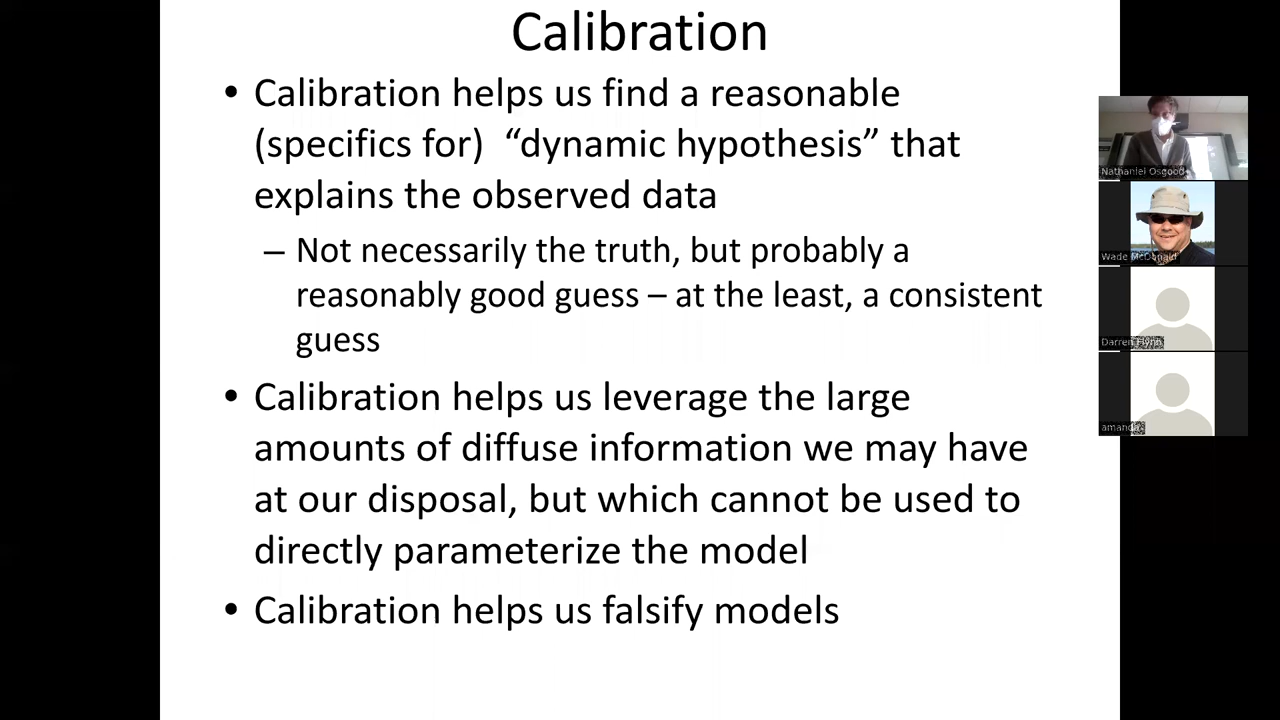 Calibration
• Calibration helps us find a reasonable
(specifics for) “dynamic hypothesis” that
explains the observed data
– Not necessarily the truth, but probably a
reasonably good guess – at the least, a consistent
guess
• Calibration helps us leverage the large
amounts of diffuse information we may have
at our disposal, but which cannot be used to
directly parameterize the model
• Calibration helps us falsify models
Nathaniel Osgood
Wade McDonald
Darren Flynn
amanda